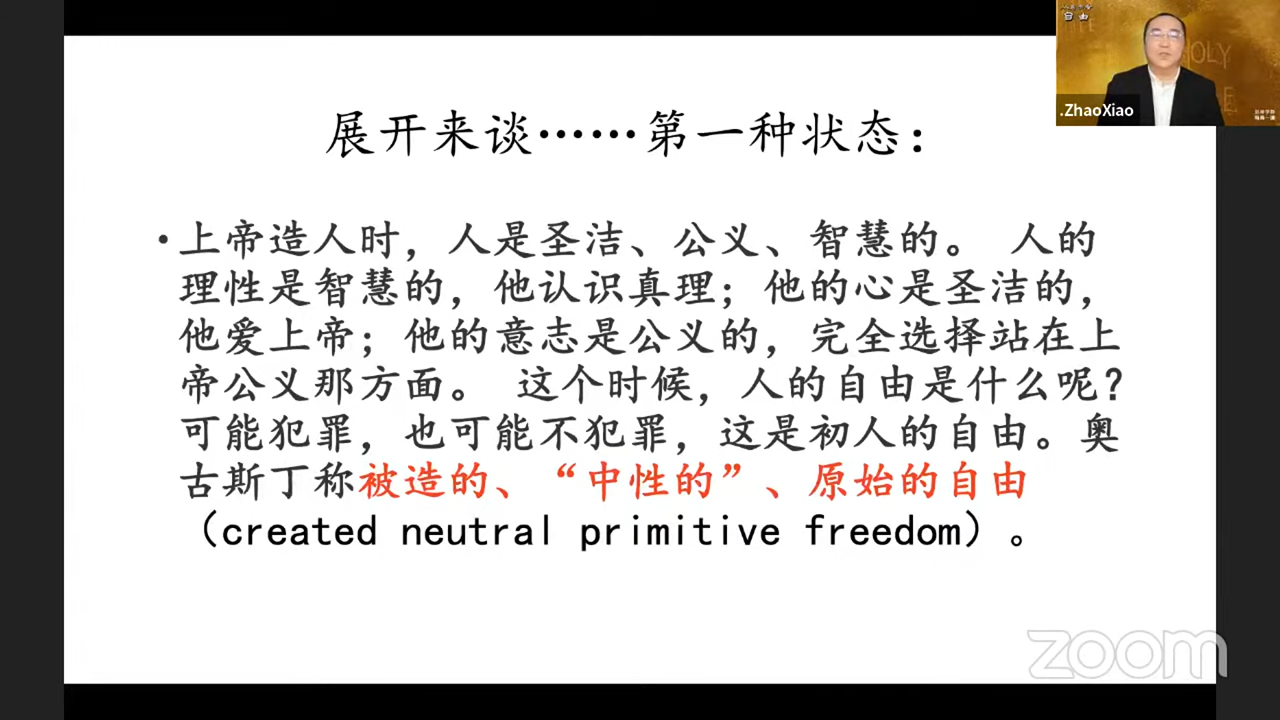 展开来谈……第一种状态：
•上帝造人时，人是圣洁、公义、智慧的。 人的
理性是智慧的，他认识真理；他的心是圣洁的，
他爱上帝；他的意志是公义的，完全选择站在上
帝公义那方面。 这个时候，人的自由是什么呢？
可能犯罪，也可能不犯罪，这是初人的自由。奥
古斯丁称被造的、“中性的”、原始的自由
（created neutral primitive freedom）。
自由
OLY
.ZhaoXiao
zoom